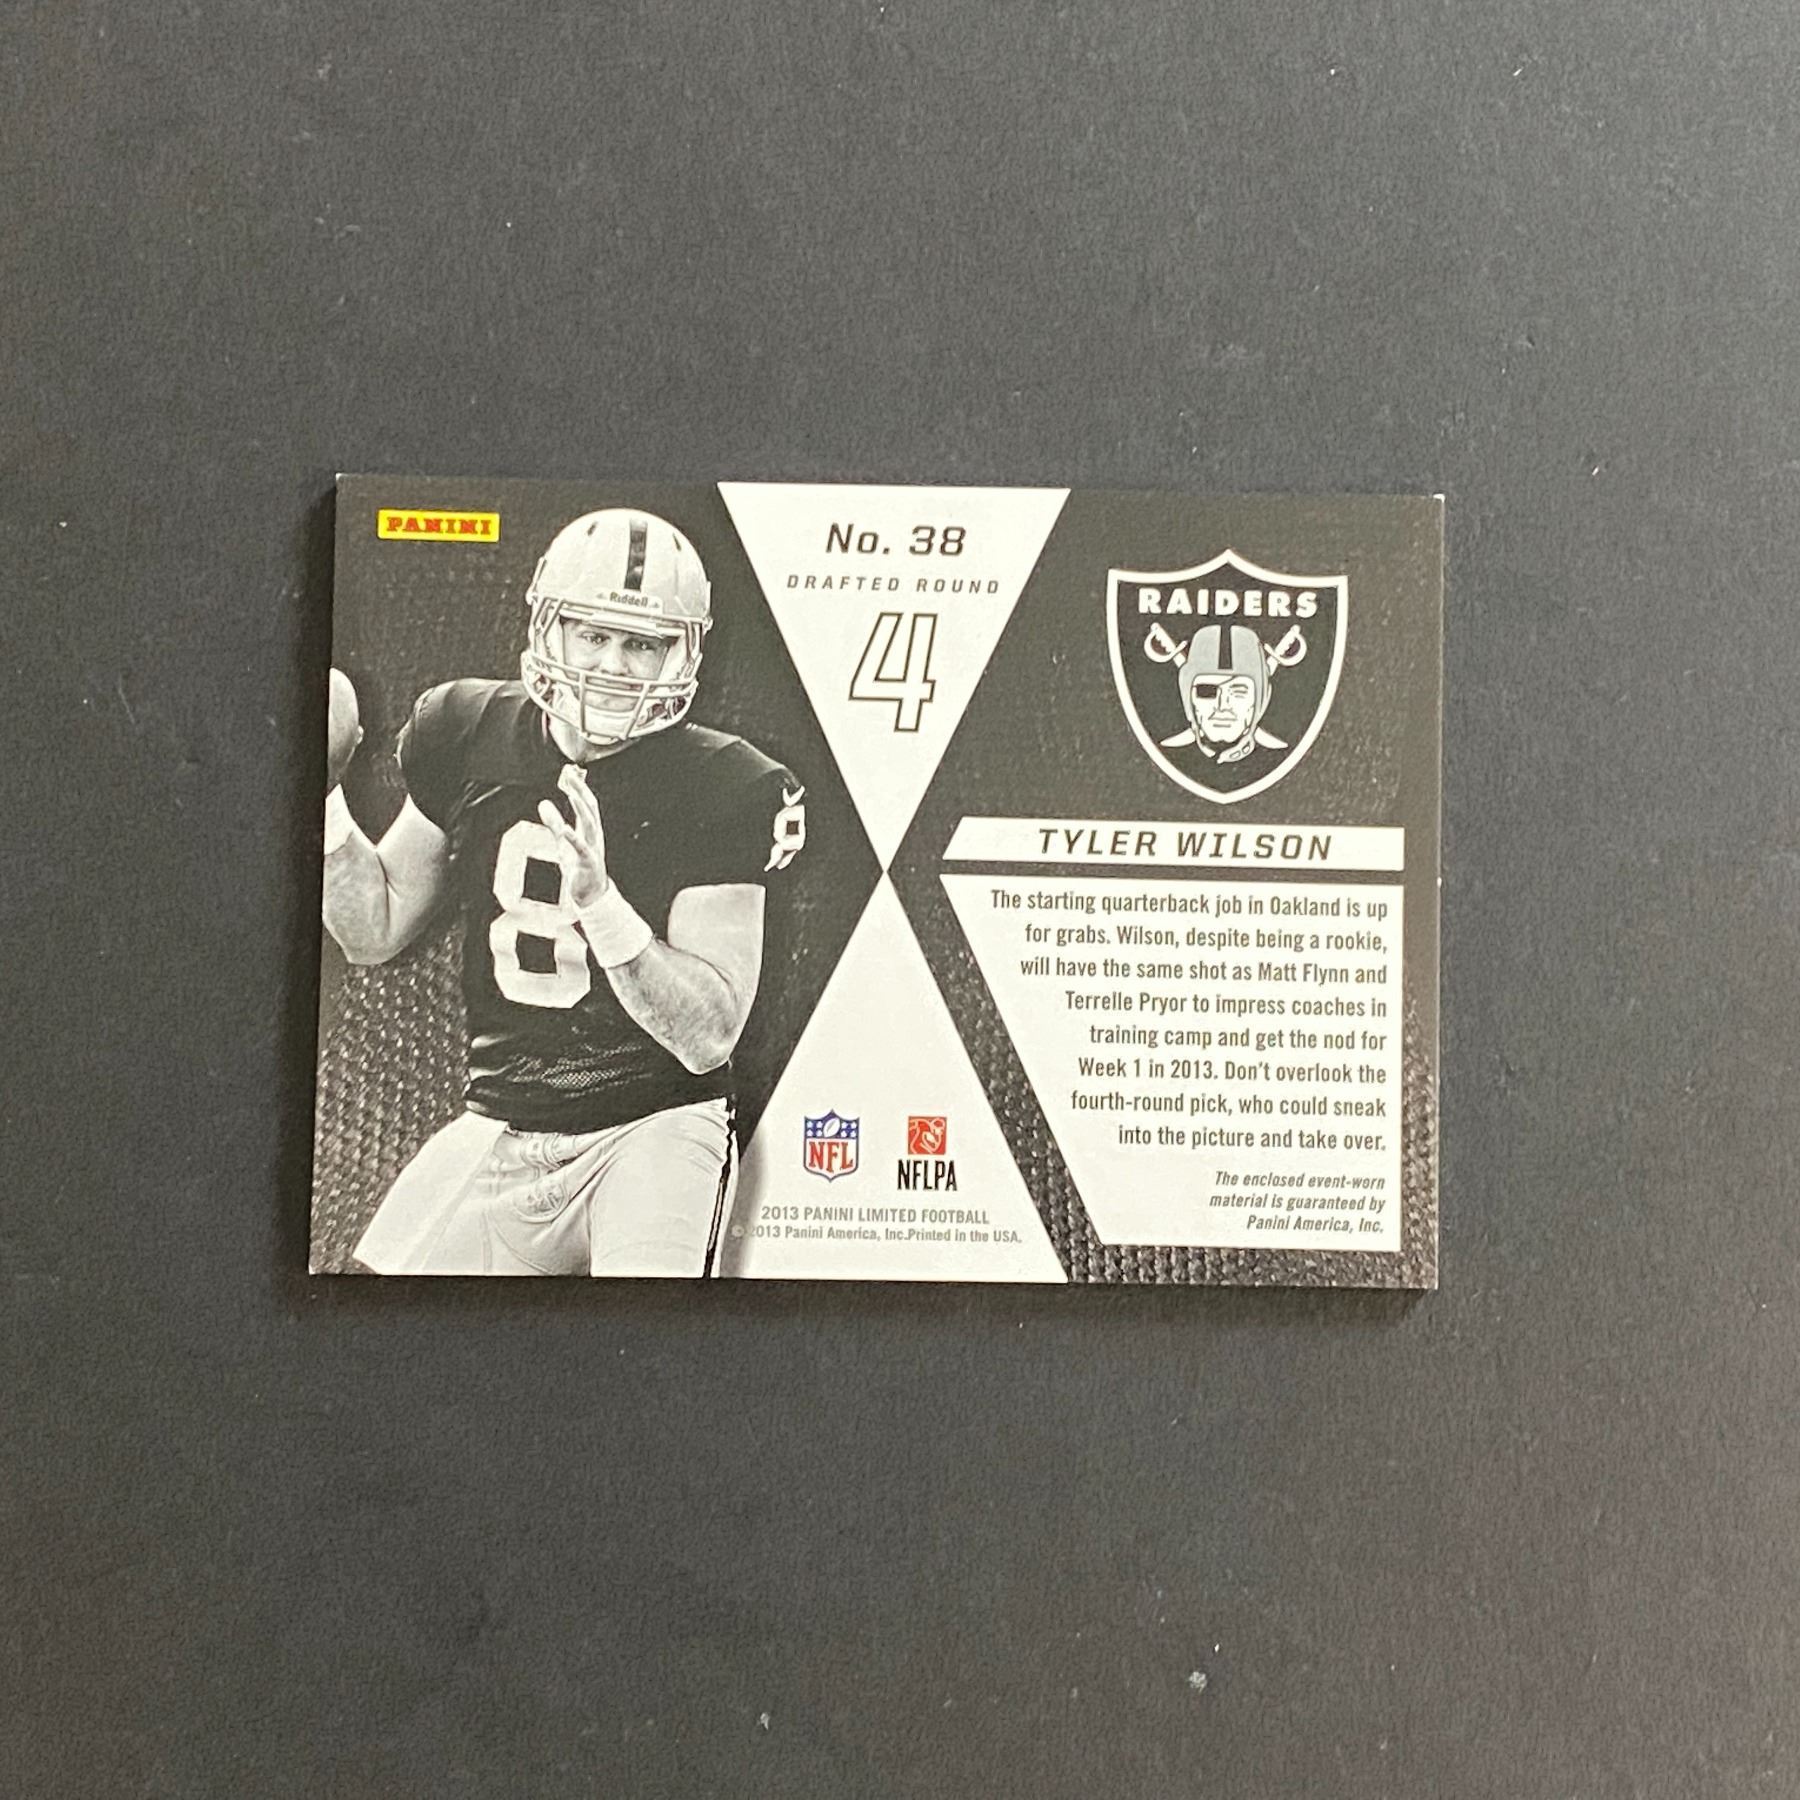 PANINI
Riddell
8
8
No. 38
DRAFTED ROUND
4
RAIDERS
TYLER WILSON
The starting quarterback job in Oakland is up
for grabs. Wilson, despite being a rookie,
will have the same shot as Matt Flynn and
Terrelle Pryor to impress coaches in
training camp and get the nod for
Week 1 in 2013. Don't overlook the
fourth-round pick, who could sneak
into the picture and take over.
The enclosed event-worn
material is guaranteed by
Panini America, Inc.
NFL
NFLPA
2013 PANINI LIMITED FOOTBALL
© 2013 Panini America, Inc.Printed in the USA.